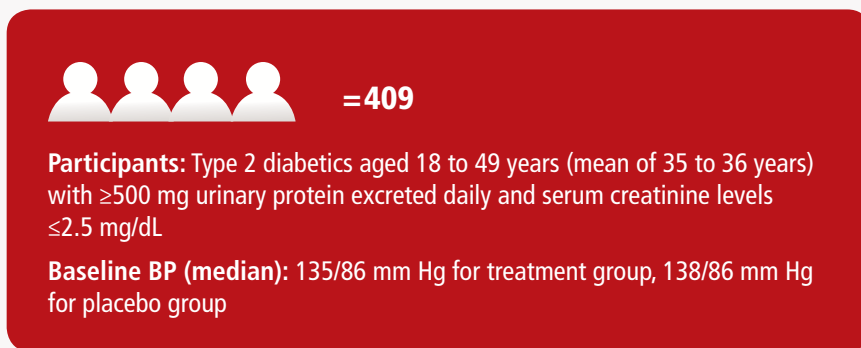 =409
Participants: Type 2 diabetics aged 18 to 49 years (mean of 35 to 36 years)
with ≥500 mg urinary protein excreted daily and serum creatinine levels
≤2.5 mg/dL
Baseline BP (median): 135/86 mm Hg for treatment group, 138/86 mm Hg
for placebo group